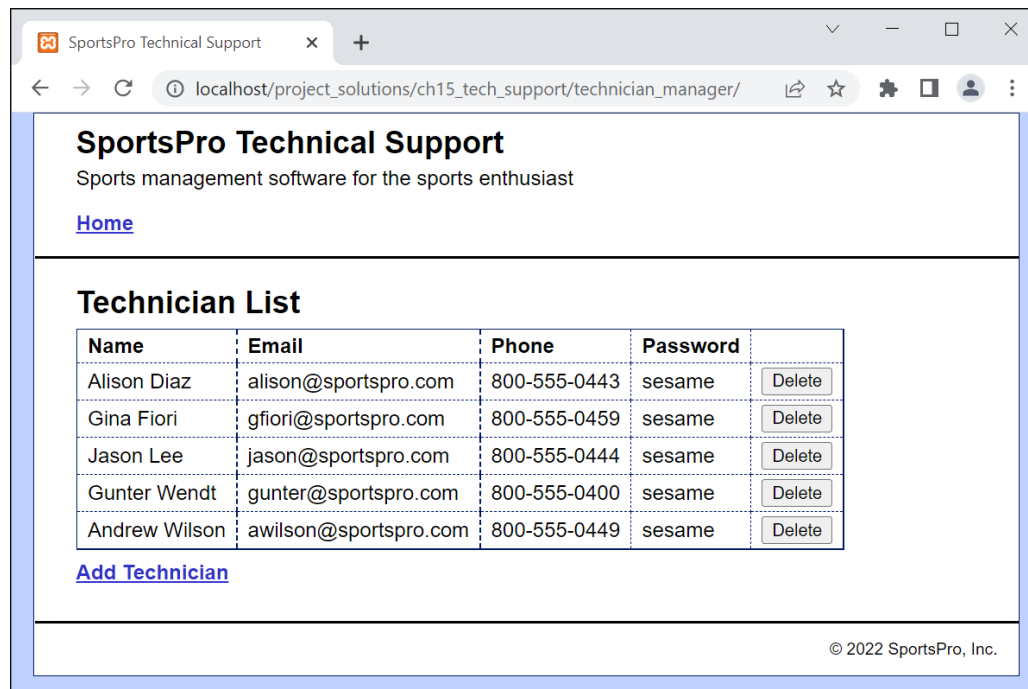 SportsPro Technical Support
localhost/project_solutions/ch15_tech_support/technician_manager/
SportsPro Technical Support
Sports management software for the sports enthusiast
Home
Technician List
Name Email Phone Password
Alison Diaz alison@sportspro.com 800-555-0443 sesame Delete
Gina Fiori gfiori@sportspro.com 800-555-0459 sesame Delete
Jason Lee jason@sportspro.com 800-555-0444 sesame Delete
Gunter Wendt gunter@sportspro.com 800-555-0400 sesame Delete
Andrew Wilson awilson@sportspro.com 800-555-0449 sesame Delete
Add Technician
© 2022 SportsPro, Inc.